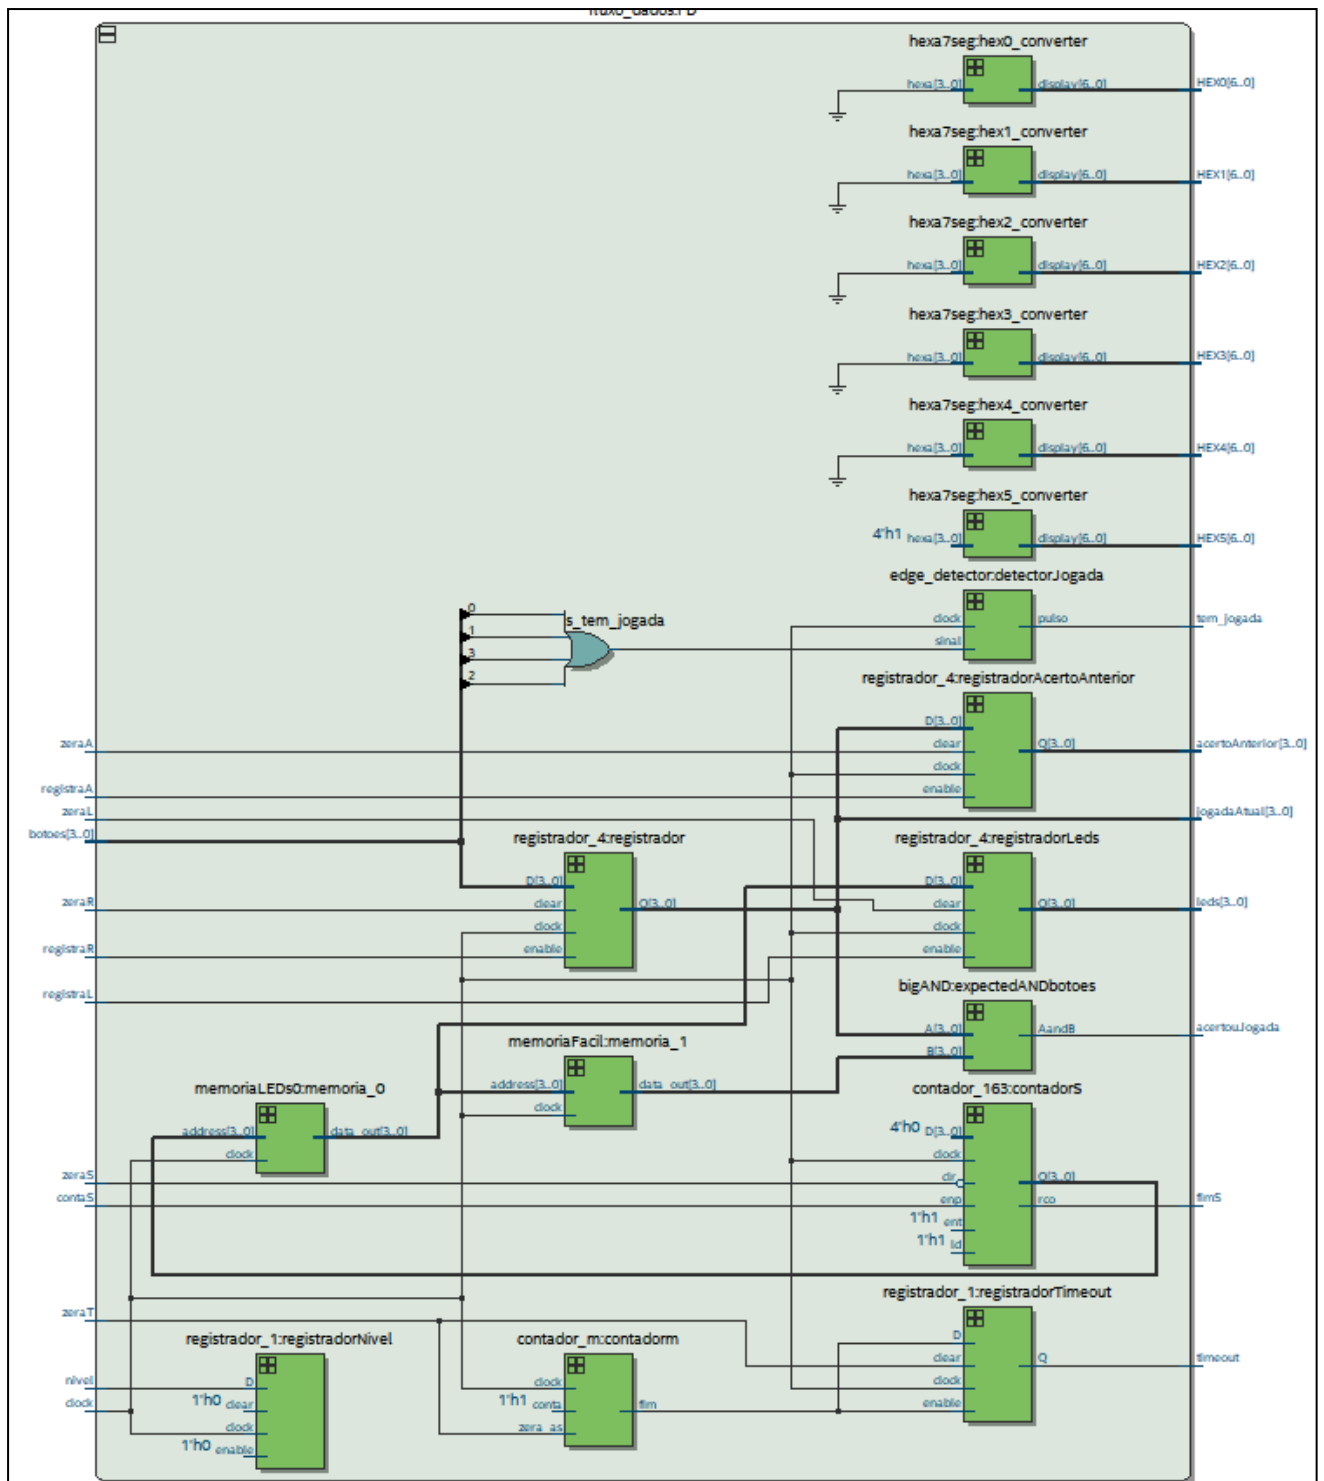 fluxo_dados:FD
hexa7seg:hex0_converter
hexa[3..0] display[6..0] HEX0[6..0]
hexa7seg:hex1_converter
hexa[3..0] display[6..0] HEX1[6..0]
hexa7seg:hex2_converter
hexa[3..0] display[6..0] HEX2[6..0]
hexa7seg:hex3_converter
hexa[3..0] display[6..0] HEX3[6..0]
hexa7seg:hex4_converter
hexa[3..0] display[6..0] HEX4[6..0]
hexa7seg:hex5_converter
4'h1 hexa[3..0] display[6..0] HEX5[6..0]
edge_detector:detectorJogada
clock pulso tem_jogada
sinal
0
1
3
2
s_tem_jogada
registrador_4:registradorAcertoAnterior
D[3..0]
zeraA clear Q[3..0] acertoAnterior[3..0]
clock
registraA enable
zeraL jogadaAtual[3..0]
botoes[3..0]
registrador_4:registrador
D[3..0]
zeraR clear Q[3..0]
clock
registraR enable
registraL
registrador_4:registradorLeds
D[3..0]
clear Q[3..0] leds[3..0]
clock
enable
bigAND:expectedANDbotoes
A[3..0] AandB acertouJogada
B[3..0]
memoriaFacil:memoria_1
address[3..0] data_out[3..0]
clock
memoriaLEDs0:memoria_0
address[3..0] data_out[3..0]
clock
contador_163:contadorS
4'h0 D[3..0]
clock
zeraS clr Q[3..0]
contaS enp rco fimS
1'h1 ent
1'h1 ld
registrador_1:registradorTimeout
zeraT
D
clear Q timeout
clock
enable
registrador_1:registradorNivel
nivel D
clock 1'h0 clear
clock
1'h0 enable
contador_m:contadorm
clock
1'h1 conta fim
zera_as